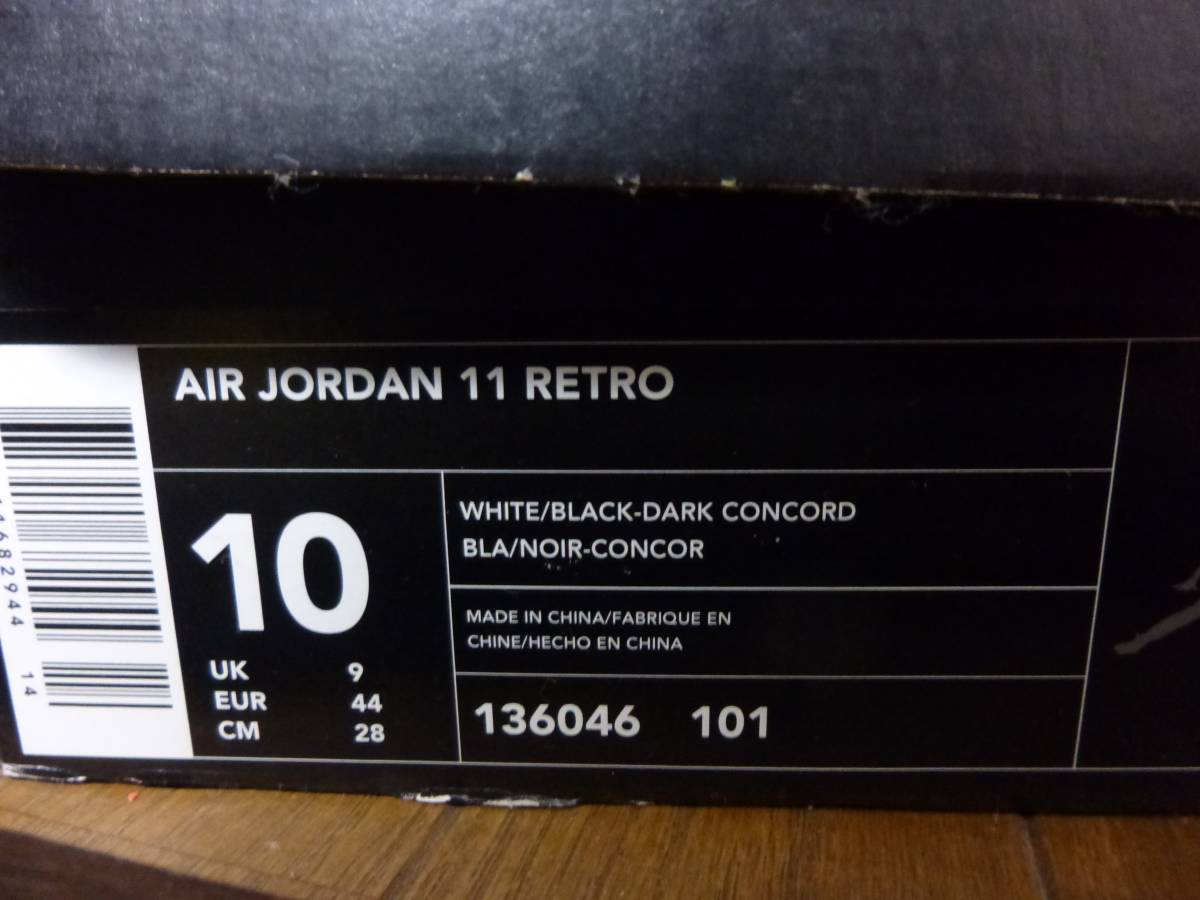 AIR JORDAN 11 RETRO
10
UK 9
EUR 44
CM 28
WHITE/BLACK-DARK CONCORD
BLA/NOIR-CONCOR
MADE IN CHINA/FABRIQUE EN
CHINE/HECHO EN CHINA
136046 101
14